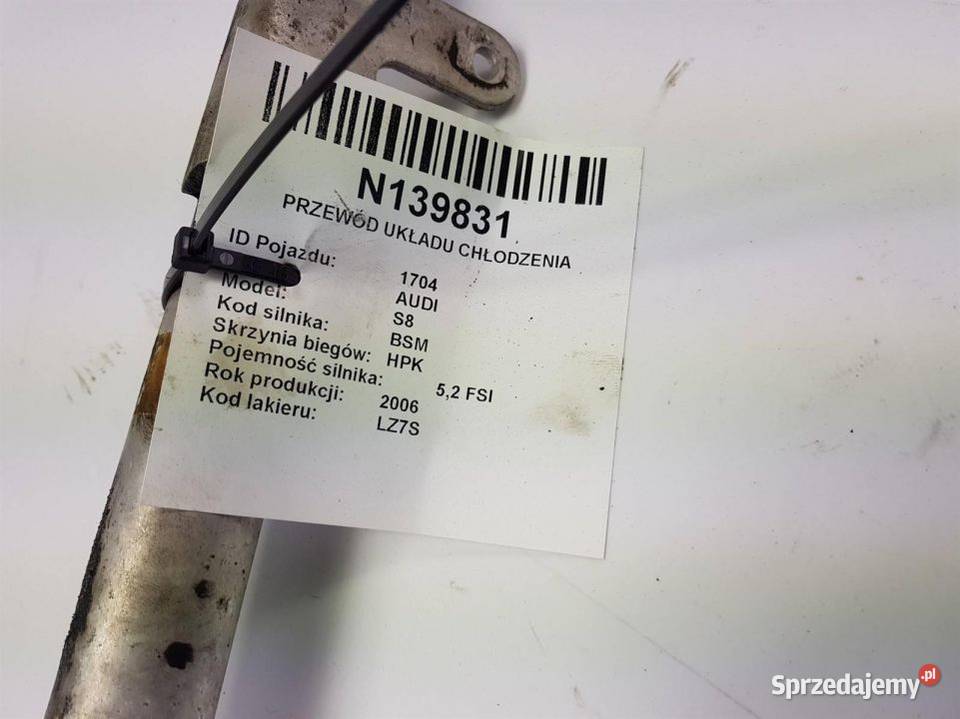 N139831
PRZEWÓD UKŁADU CHŁODZENIA
ID Pojazdu: 1704
AUDI
Model: S8
Kod silnika: BSM
Skrzynia biegów: HPK
Pojemność silnika: 5,2 FSI
Rok produkcji: 2006
Kod lakieru: LZ7S
Sprzedajemy.pl